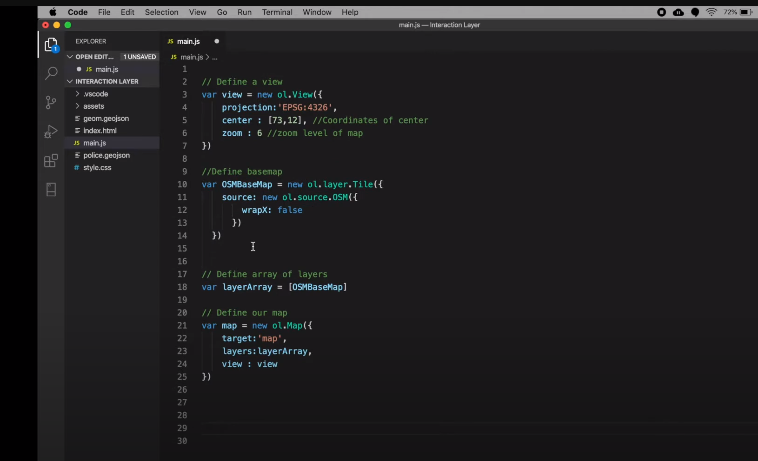 Code File Edit Selection View Go Run Terminal Window Help 72%
main.js — Interaction Layer
EXPLORER
OPEN EDIT... 1 UNSAVED
JS main.js
INTERACTION LAYER
.vscode
assets
geom.geojson
index.html
JS main.js
police.geojson
# style.css
1
JS main.js
JS main.js > ...
1
2 // Define a view
3 var view = new ol.View({
4 projection:'EPSG:4326',
5 center : [73,12], //Coordinates of center
6 zoom : 6 //zoom level of map
7 })
8
9 //Define basemap
10 var OSMBaseMap = new ol.layer.Tile({
11 source: new ol.source.OSM({
12 wrapX: false
13 })
14 })
15
16
17 // Define array of layers
18 var layerArray = [OSMBaseMap]
19
20 // Define our map
21 var map = new ol.Map({
22 target:'map',
23 layers:layerArray,
24 view : view
25 })
26
27
28
29
30